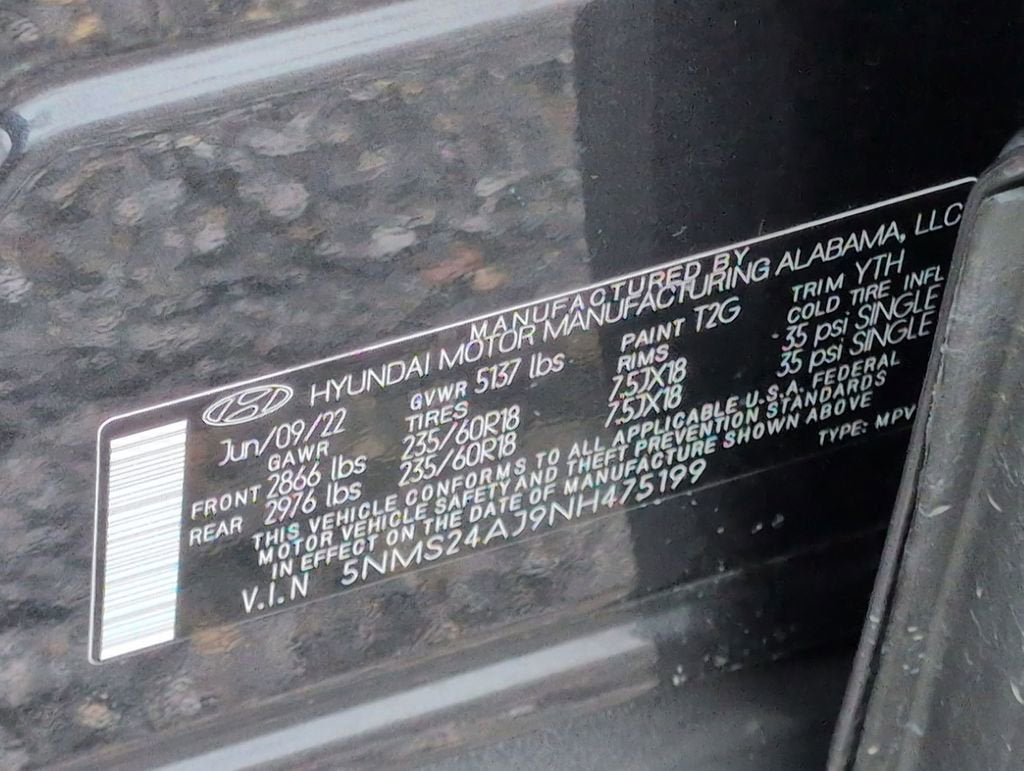 MANUFACTURED BY
HYUNDAI MOTOR MANUFACTURING ALABAMA, LLC
Jun/09/22 GVWR 5137 lbs PAINT T2G TRIM YTH
GAWR TIRES RIMS COLD TIRE INFL
FRONT 2866 lbs 235/60R18 7.5JX18 35 psi SINGLE
REAR 2976 lbs 235/60R18 7.5JX18 35 psi SINGLE
THIS VEHICLE CONFORMS TO ALL APPLICABLE U.S.A. FEDERAL
MOTOR VEHICLE SAFETY AND THEFT PREVENTION STANDARDS
IN EFFECT ON THE DATE OF MANUFACTURE SHOWN ABOVE
V.I.N 5NMS24AJ9NH475199 TYPE: MPV